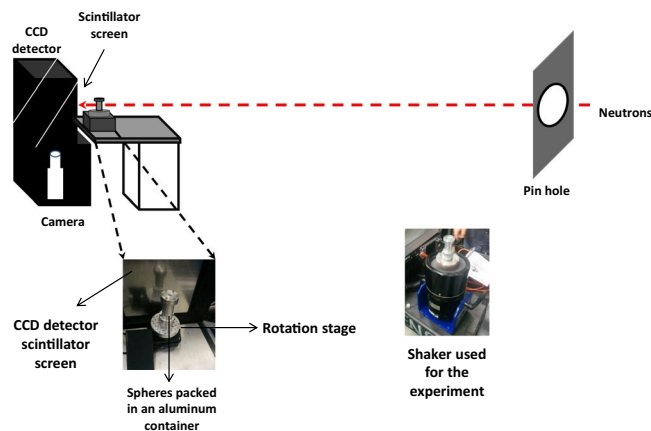 Scintillator
screen
CCD
detector
Neutrons
Pin hole
Camera
CCD detector
scintillator
screen
Rotation stage
Spheres packed
in an aluminum
container
Shaker used
for the
experiment